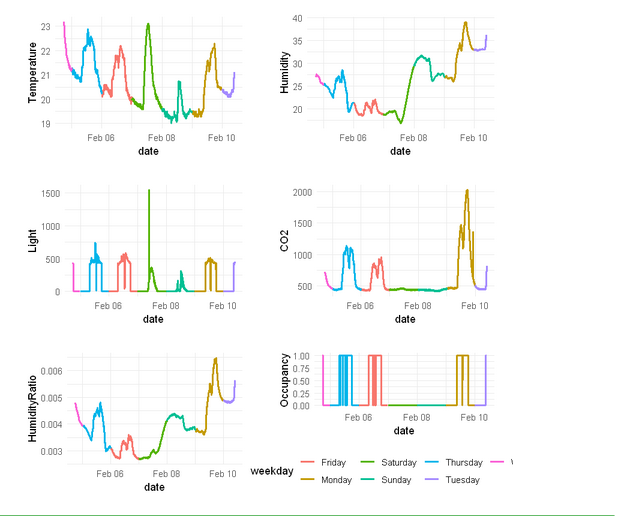 Temperature
23
22
21
20
19
Feb 06
Feb 08
Feb 10
date
Humidity
40
35
30
25
20
Feb 06
Feb 08
Feb 10
date
Light
1500
1000
500
0
Feb 06
Feb 08
Feb 10
date
CO2
2000
1500
1000
500
Feb 06
Feb 08
Feb 10
date
HumidityRatio
0.006
0.005
0.004
0.003
Feb 06
Feb 08
Feb 10
date
Occupancy
1.00
0.75
0.50
0.25
0.00
Feb 06
Feb 08
Feb 10
date
weekday
Friday
Saturday
Thursday
Monday
Sunday
Tuesday